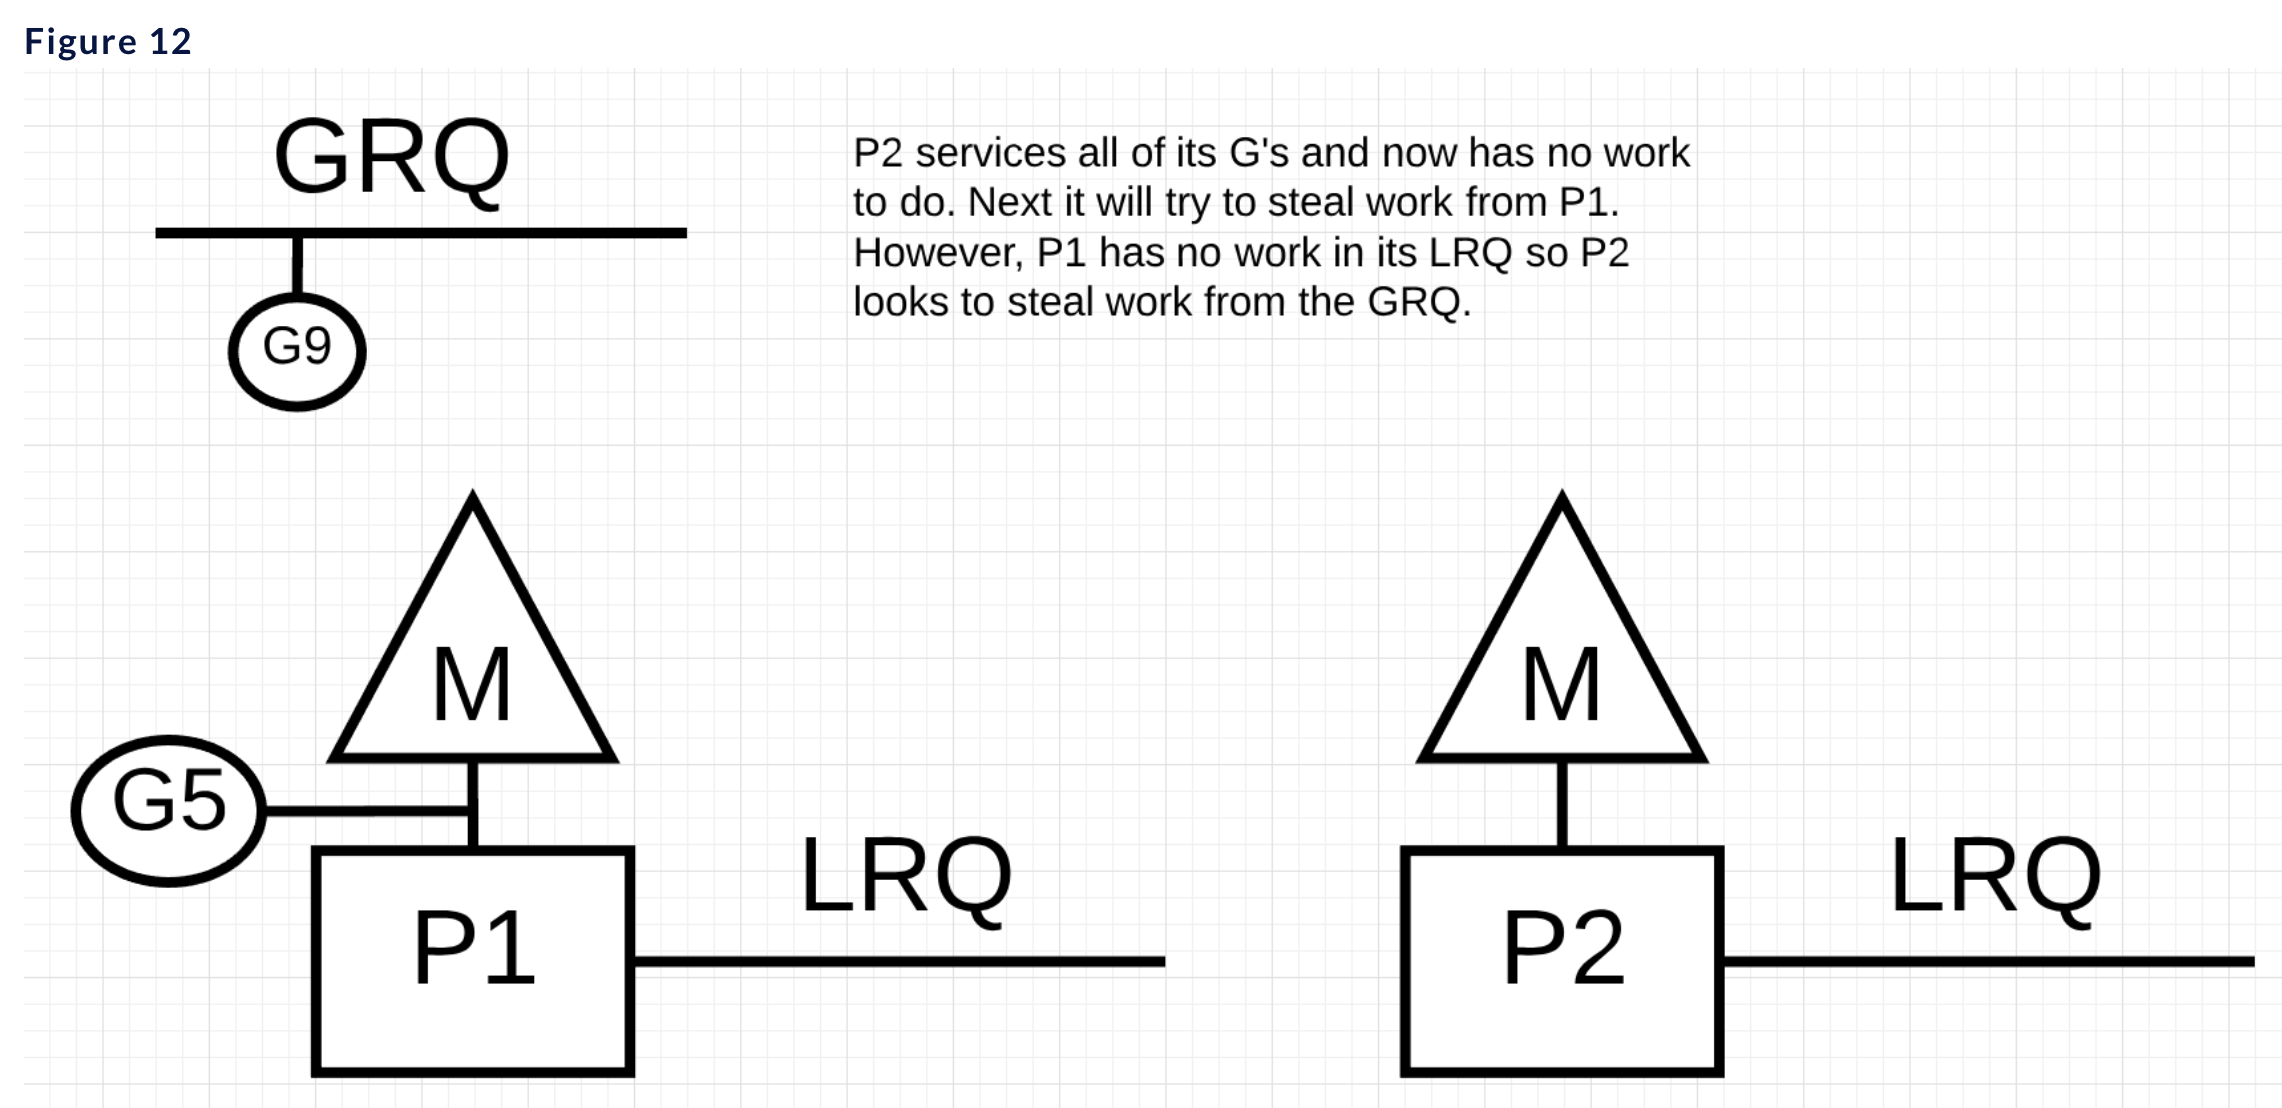 Figure 12
GRQ
P2 services all of its G's and now has no work
to do. Next it will try to steal work from P1.
However, P1 has no work in its LRQ so P2
looks to steal work from the GRQ.
G9
M
M
G5
LRQ
LRQ
P1
P2